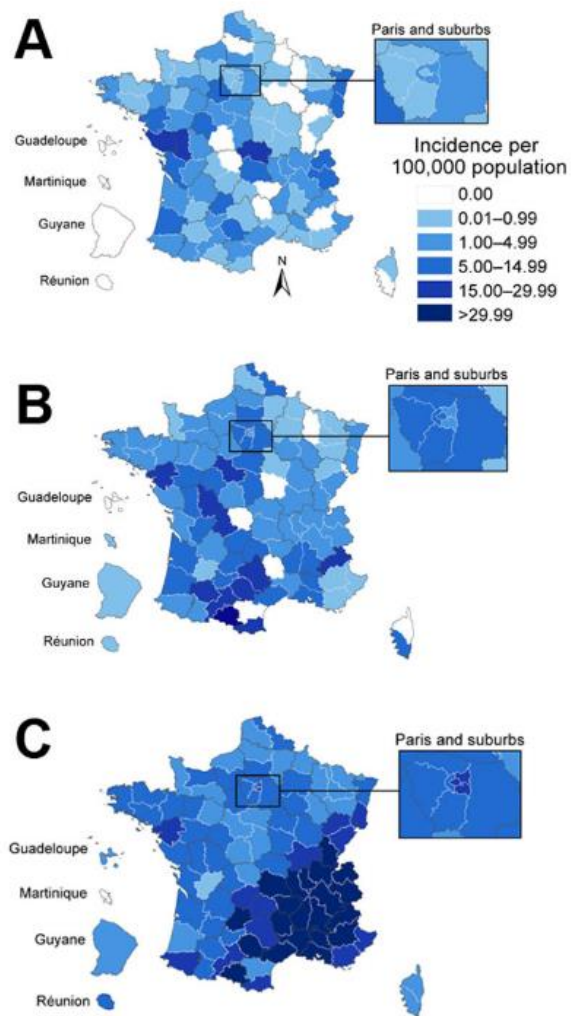 A
Paris and suburbs
Guadeloupe
Martinique
Guyane
Réunion
N
Incidence per
100,000 population
0.00
0.01–0.99
1.00–4.99
5.00–14.99
15.00–29.99
>29.99
B
Paris and suburbs
Guadeloupe
Martinique
Guyane
Réunion
C
Paris and suburbs
Guadeloupe
Martinique
Guyane
Réunion